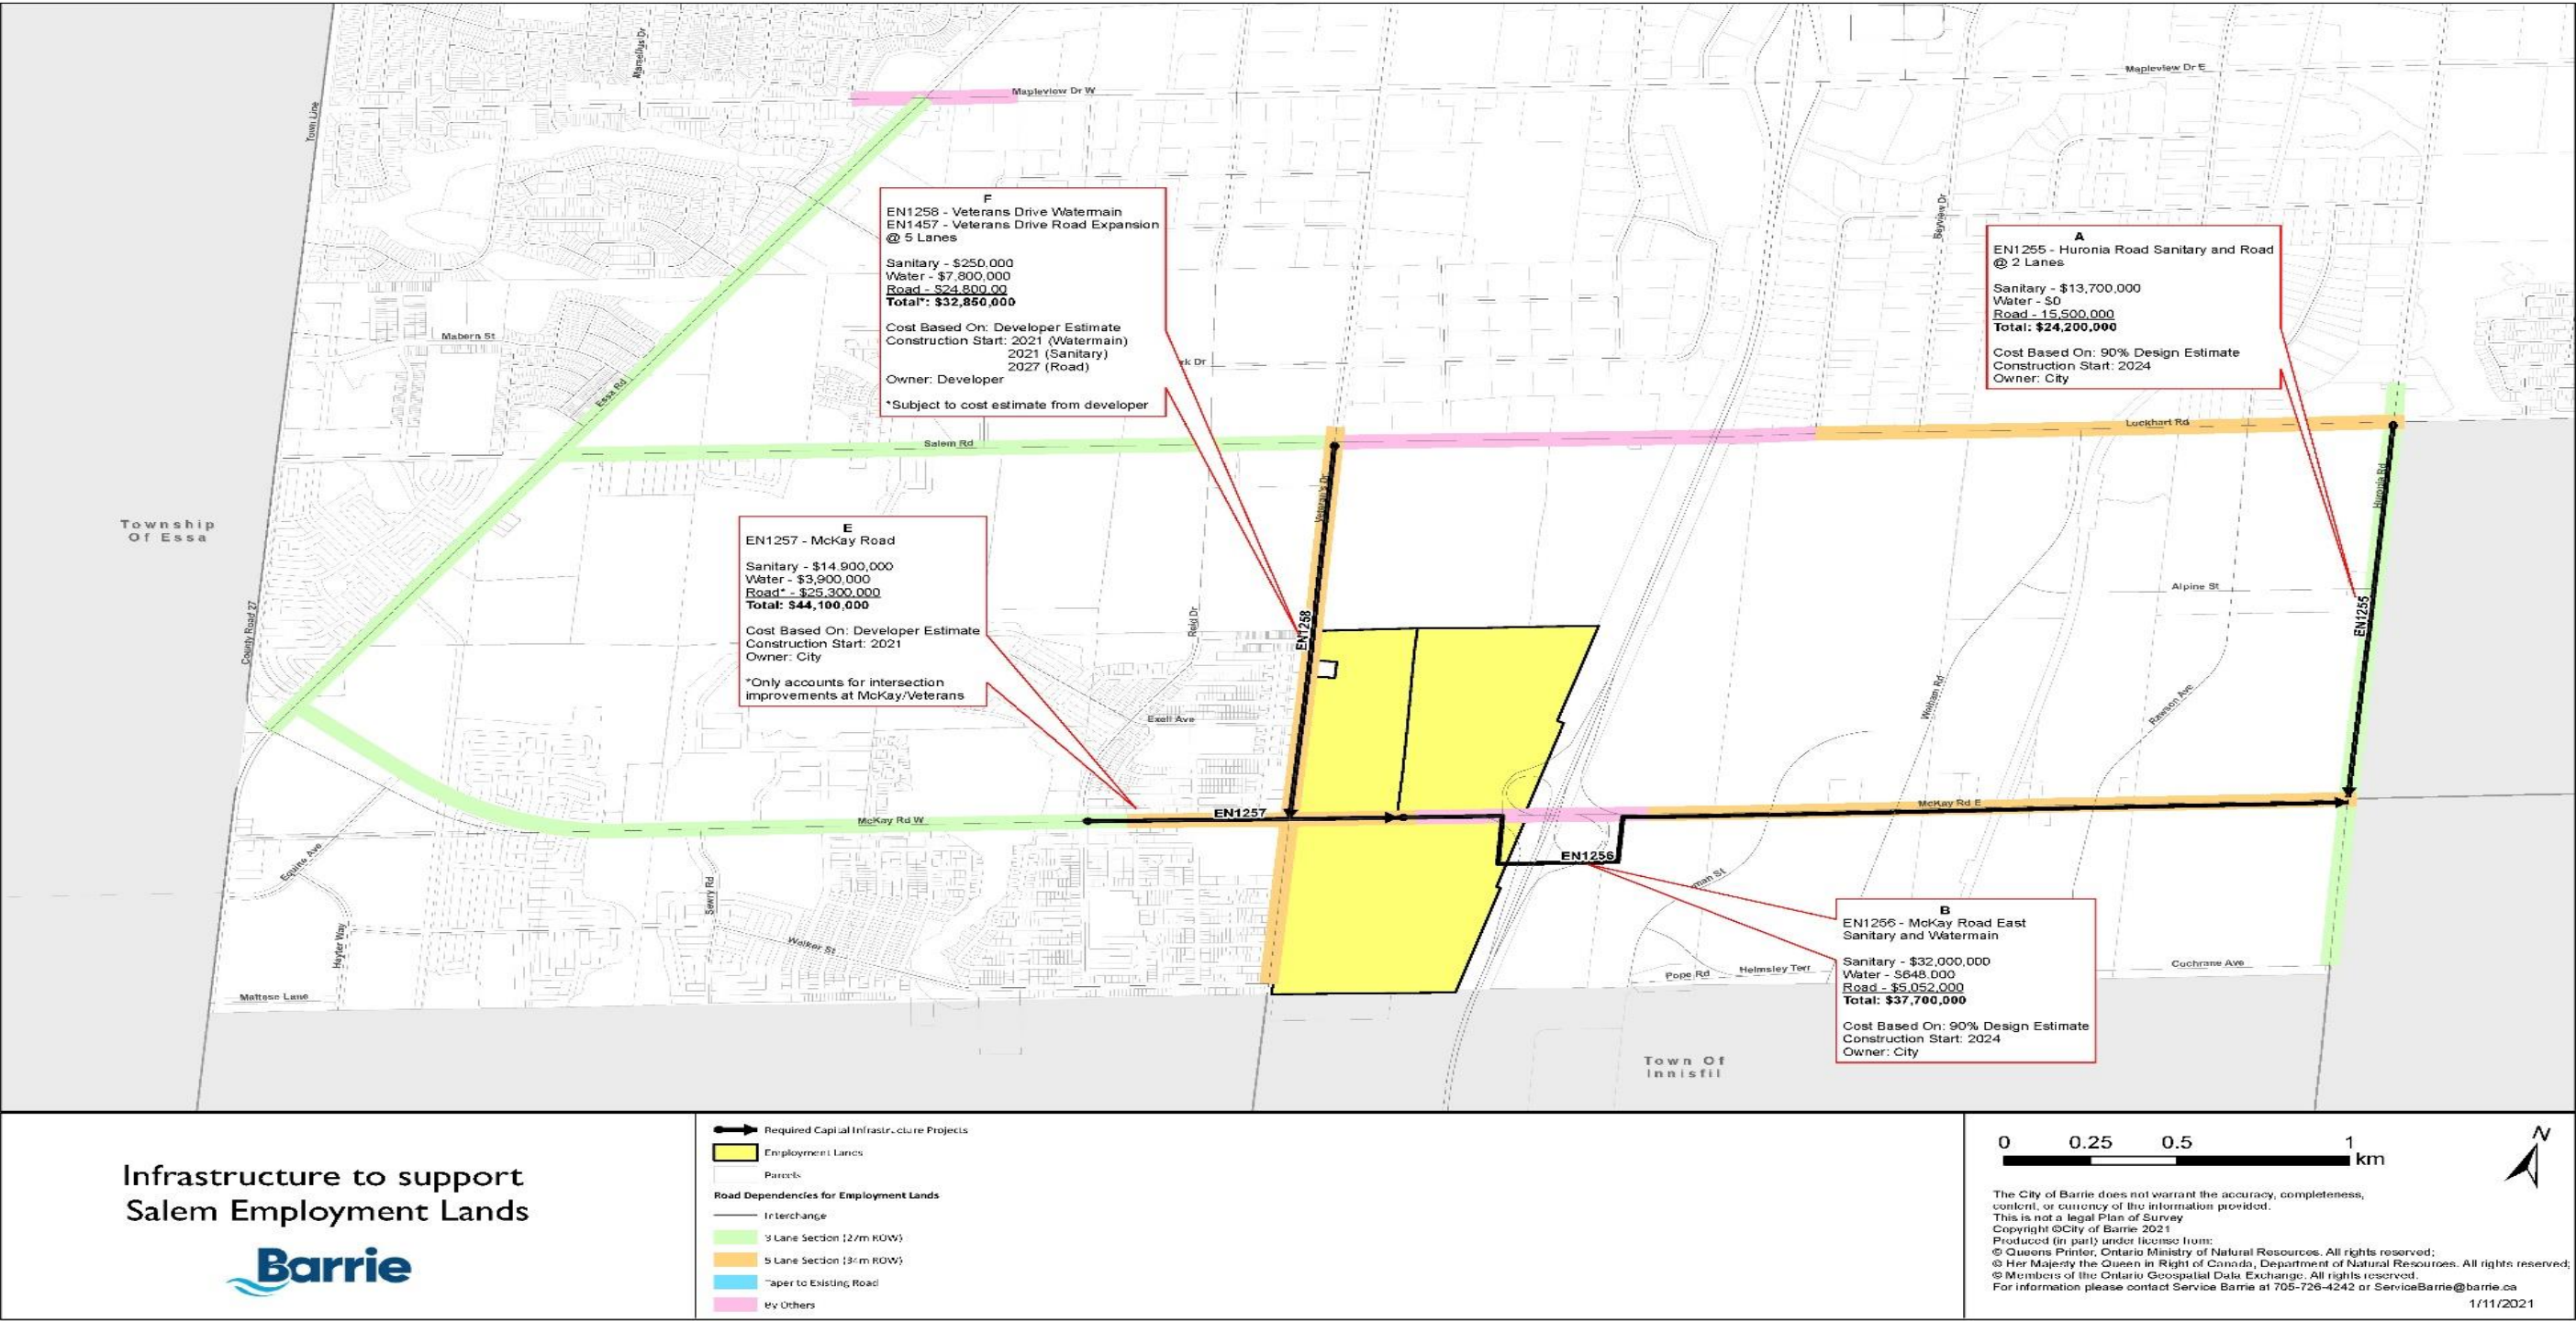 Mapleview Dr E
Marsellus Dr
Mapleview Dr W
Town Line
Bayview Dr
F
EN1258 - Veterans Drive Watermain
EN1457 - Veterans Drive Road Expansion
@ 5 Lanes
Sanitary - $250,000
Water - $7,800,000
Road - $24,800.00
Total*: $32,850,000
Cost Based On: Developer Estimate
Construction Start: 2021 (Watermain)
2021 (Sanitary)
2027 (Road)
Owner: Developer
*Subject to cost estimate from developer
A
EN1255 - Huronia Road Sanitary and Road
@ 2 Lanes
Sanitary - $13,700,000
Water - $0
Road - 15,500,000
Total: $24,200,000
Cost Based On: 90% Design Estimate
Construction Start: 2024
Owner: City
Mabern St
rk Dr
Essa Rd
Salem Rd
Lockhart Rd
Veteran's Dr
Huronia Rd
Township
Of Essa
E
EN1257 - McKay Road
Sanitary - $14,900,000
Water - $3,900,000
Road* - $25,300,000
Total: $44,100,000
Cost Based On: Developer Estimate
Construction Start: 2021
Owner: City
*Only accounts for intersection
improvements at McKay/Veterans
County Road 27
Reid Dr
EN1258
Alpine St
EN1255
Welham Rd
Rawson Ave
Exell Ave
McKay Rd W
EN1257
McKay Rd E
EN1256
Equine Ave
Sewry Rd
man St
Hayter Way
Walker St
B
EN1256 - McKay Road East
Sanitary and Watermain
Sanitary - $32,000,000
Water - $648,000
Road - $5,052,000
Total: $37,700,000
Cost Based On: 90% Design Estimate
Construction Start: 2024
Owner: City
Pope Rd
Helmsley Terr
Cochrane Ave
Maltese Lane
Town Of
Innisfil
Infrastructure to support
Salem Employment Lands
Barrie
Required Capital Infrastructure Projects
Employment Lands
Parcels
Road Dependencies for Employment Lands
Interchange
3 Lane Section (27m ROW)
5 Lane Section (34m ROW)
Taper to Existing Road
By Others
0 0.25 0.5 1
km
N
The City of Barrie does not warrant the accuracy, completeness,
content, or currency of the information provided.
This is not a legal Plan of Survey
Copyright ©City of Barrie 2021
Produced (in part) under license from:
© Queens Printer, Ontario Ministry of Natural Resources. All rights reserved;
© Her Majesty the Queen in Right of Canada, Department of Natural Resources. All rights reserved;
© Members of the Ontario Geospatial Data Exchange. All rights reserved.
For information please contact Service Barrie at 705-726-4242 or ServiceBarrie@barrie.ca
1/11/2021